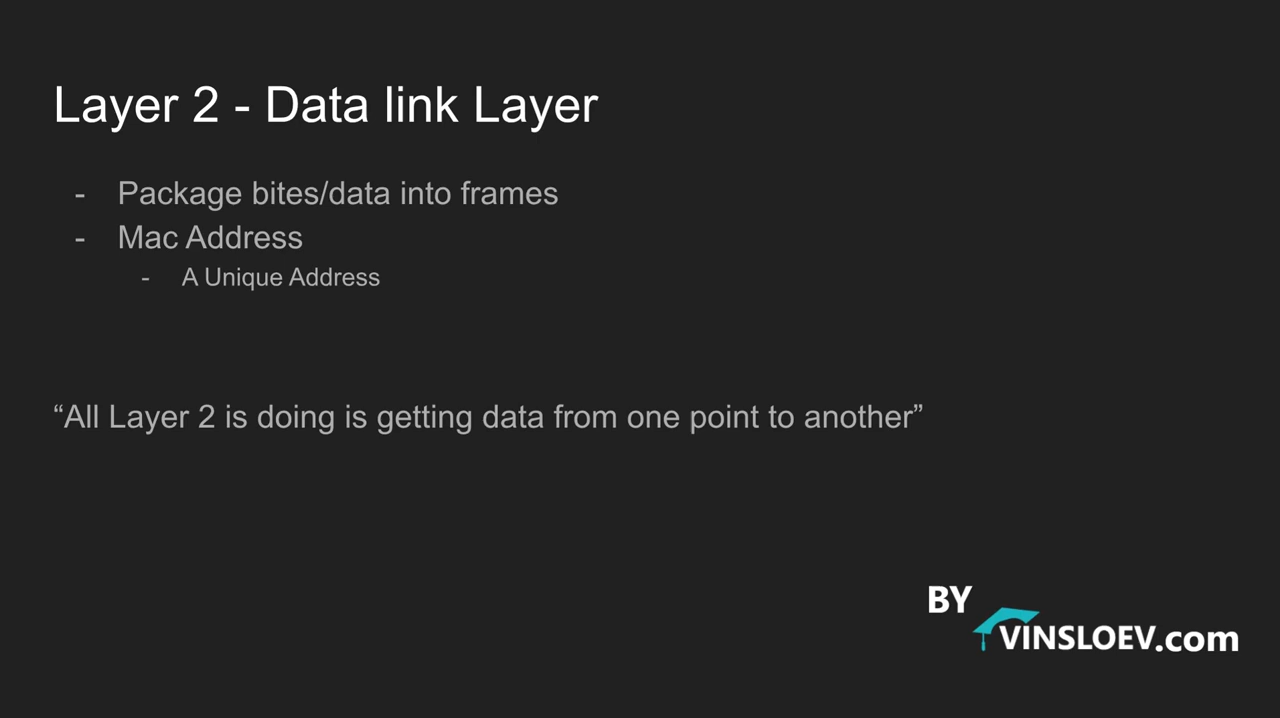 Layer 2 - Data link Layer
- Package bites/data into frames
- Mac Address
- A Unique Address
“All Layer 2 is doing is getting data from one point to another”
BY
VINSLOEV.com